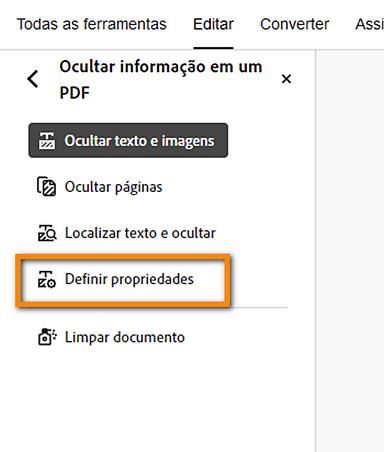 Todas as ferramentas Editar Converter Assi
Ocultar informação em um
PDF
Ocultar texto e imagens
Ocultar páginas
Localizar texto e ocultar
Definir propriedades
Limpar documento